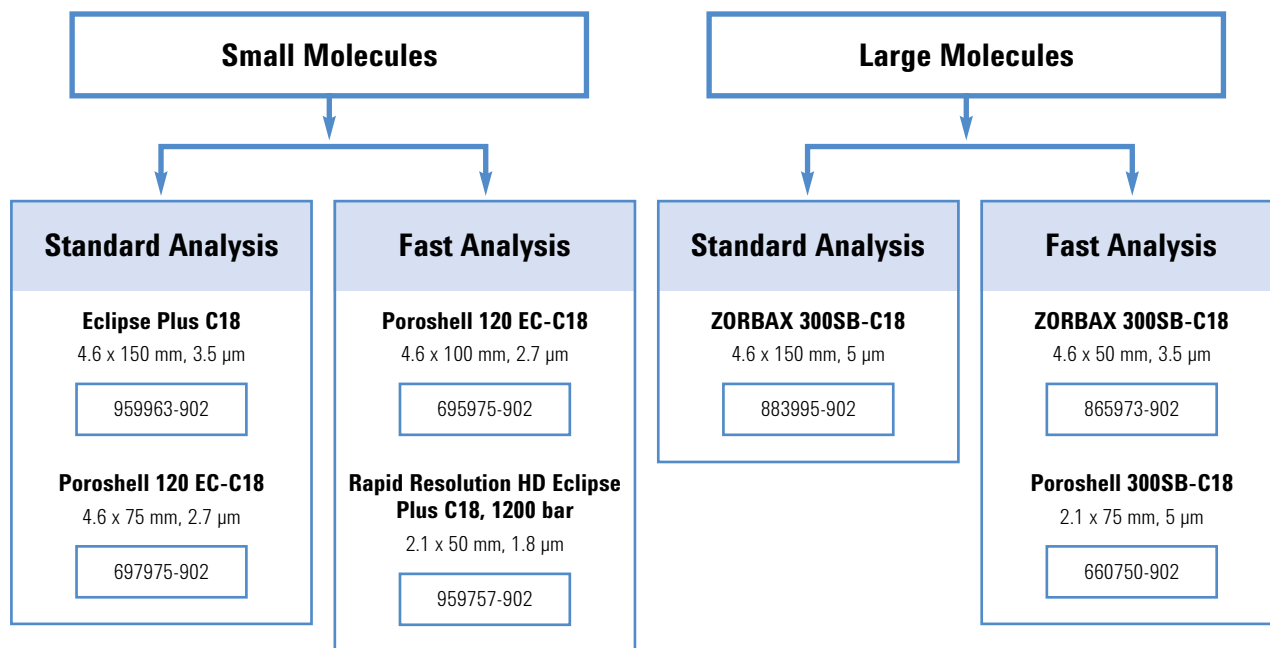 Small Molecules
Large Molecules
Standard Analysis
Eclipse Plus C18
4.6 x 150 mm, 3.5 µm
959963-902
Poroshell 120 EC-C18
4.6 x 75 mm, 2.7 µm
697975-902
Fast Analysis
Poroshell 120 EC-C18
4.6 x 100 mm, 2.7 µm
695975-902
Rapid Resolution HD Eclipse
Plus C18, 1200 bar
2.1 x 50 mm, 1.8 µm
959757-902
Standard Analysis
ZORBAX 300SB-C18
4.6 x 150 mm, 5 µm
883995-902
Fast Analysis
ZORBAX 300SB-C18
4.6 x 50 mm, 3.5 µm
865973-902
Poroshell 300SB-C18
2.1 x 75 mm, 5 µm
660750-902